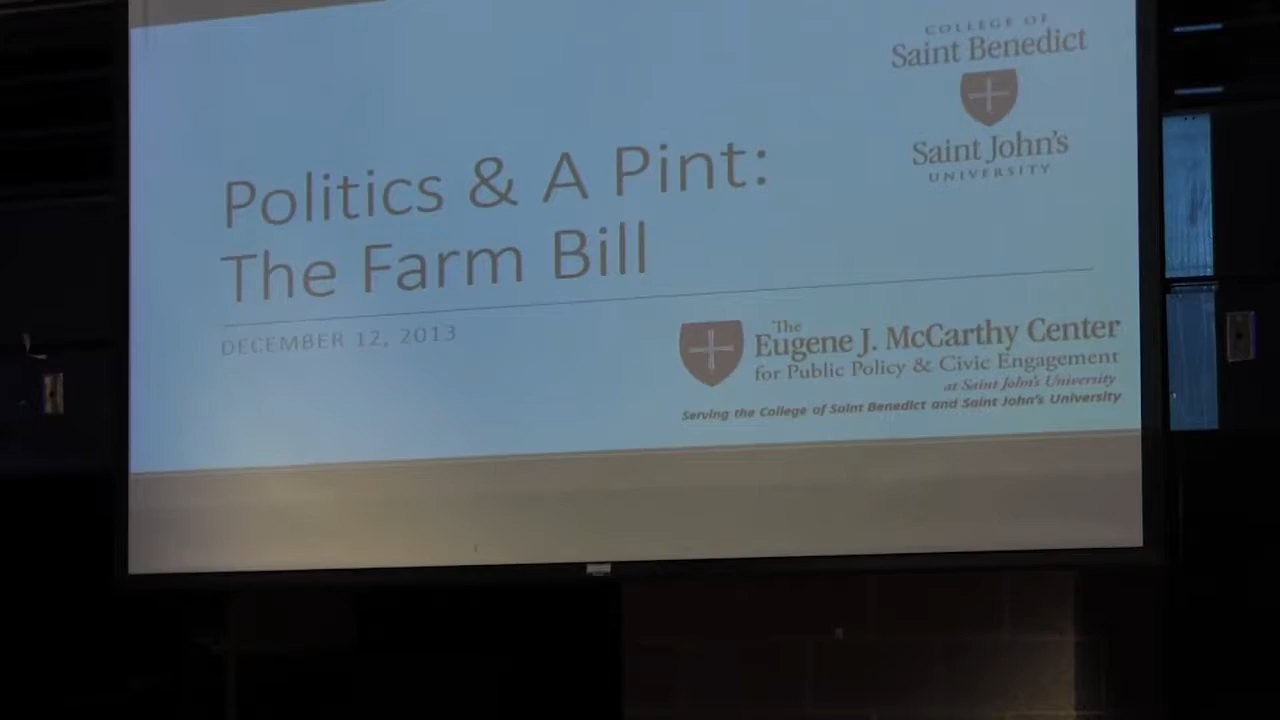 COLLEGE OF
Saint Benedict
Saint John's
UNIVERSITY
Politics & A Pint:
The Farm Bill
DECEMBER 12, 2013
The
Eugene J. McCarthy Center
for Public Policy & Civic Engagement
at Saint John's University
Serving the College of Saint Benedict and Saint John's University